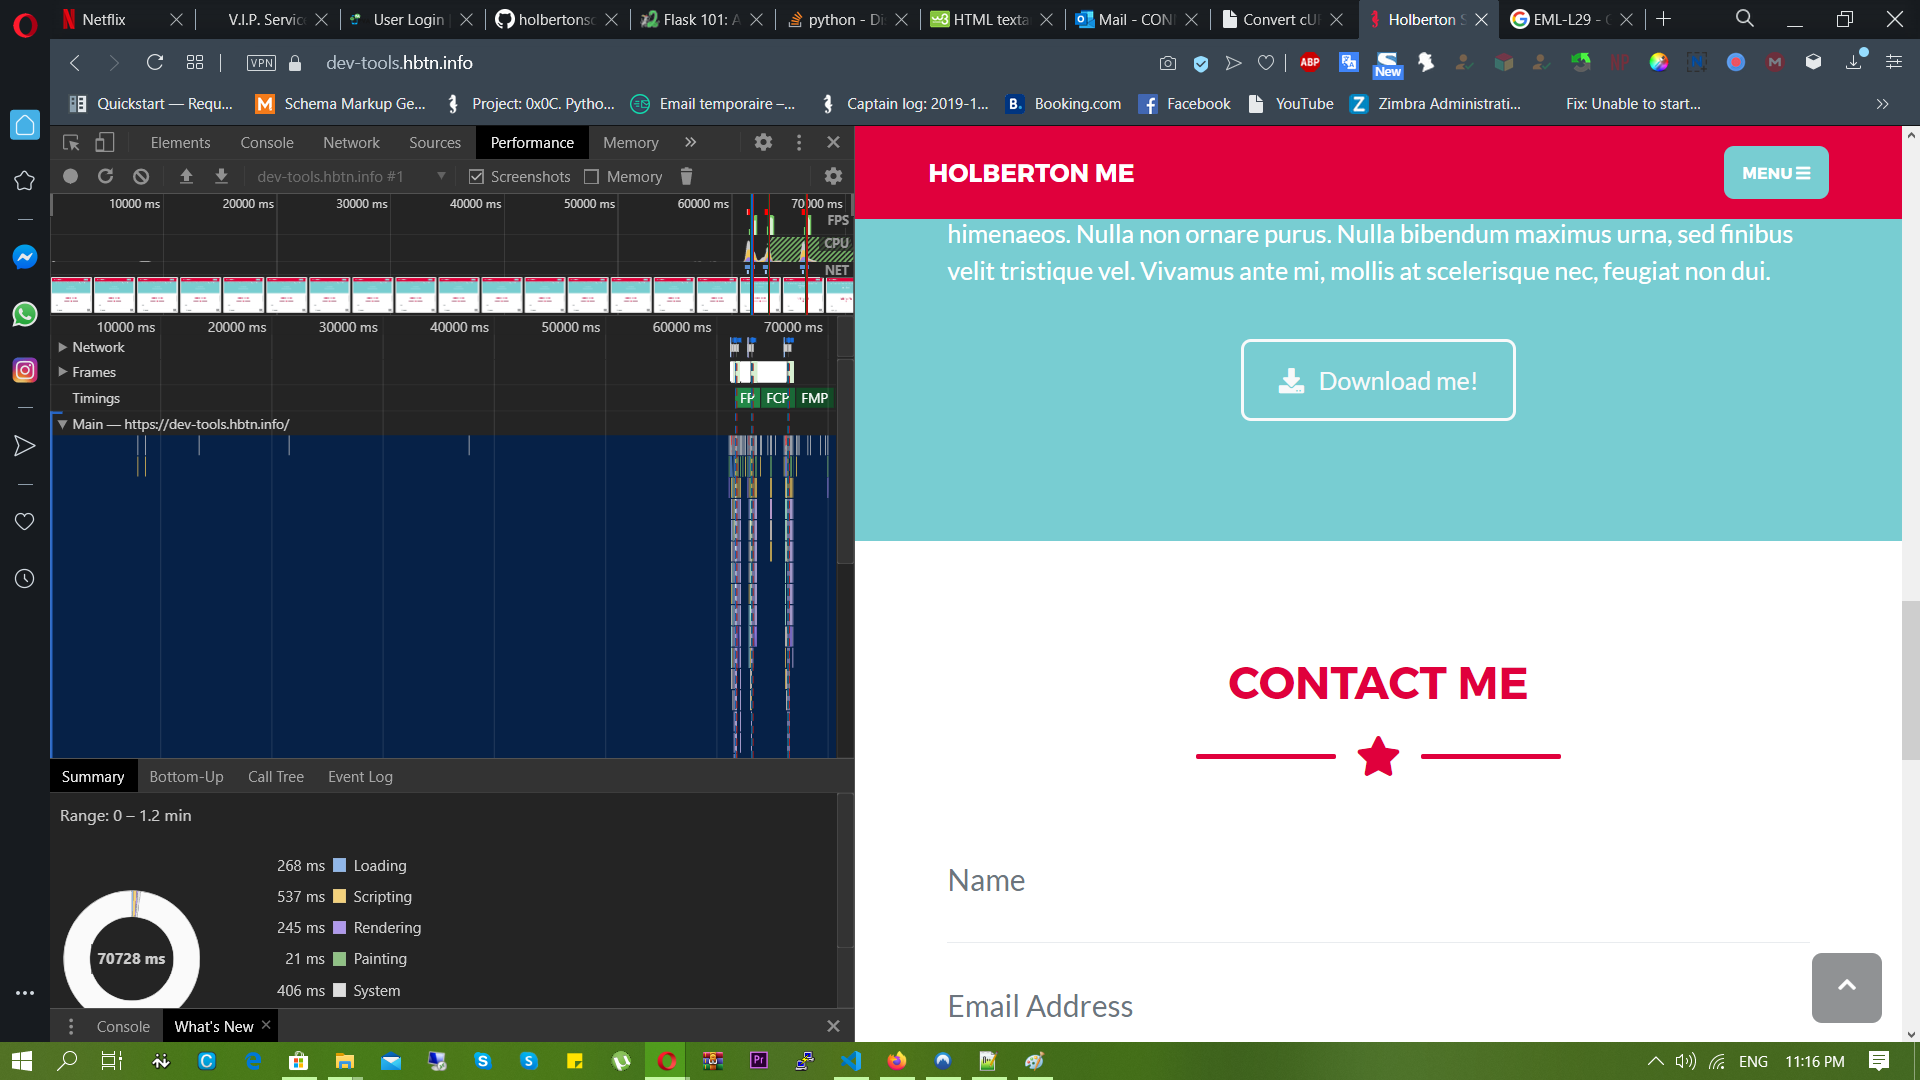 Netflix
V.I.P. Servic
User Login
holbertonsc
Flask 101: A
python - Di
HTML texta
Mail - CON
Convert cU
Holberton S
EML-L29 -
VPN
dev-tools.hbtn.info
ABP
New
Quickstart — Requ...
Schema Markup Ge...
Project: 0x0C. Pytho...
Email temporaire –...
Captain log: 2019-1...
Booking.com
Facebook
YouTube
Zimbra Administrati...
Fix: Unable to start...
Elements
Console
Network
Sources
Performance
Memory
dev-tools.hbtn.info #1
Screenshots
Memory
10000 ms
20000 ms
30000 ms
40000 ms
50000 ms
60000 ms
70000 ms
FPS
CPU
NET
10000 ms
20000 ms
30000 ms
40000 ms
50000 ms
60000 ms
70000 ms
Network
Frames
Timings
FP
FCP
FMP
Main — https://dev-tools.hbtn.info/
Summary
Bottom-Up
Call Tree
Event Log
Range: 0 – 1.2 min
268 ms Loading
537 ms Scripting
245 ms Rendering
21 ms Painting
406 ms System
70728 ms
Console
What's New
HOLBERTON ME
MENU
himenaeos. Nulla non ornare purus. Nulla bibendum maximus urna, sed finibus
velit tristique vel. Vivamus ante mi, mollis at scelerisque nec, feugiat non dui.
Download me!
CONTACT ME
Name
Email Address
ENG
11:16 PM